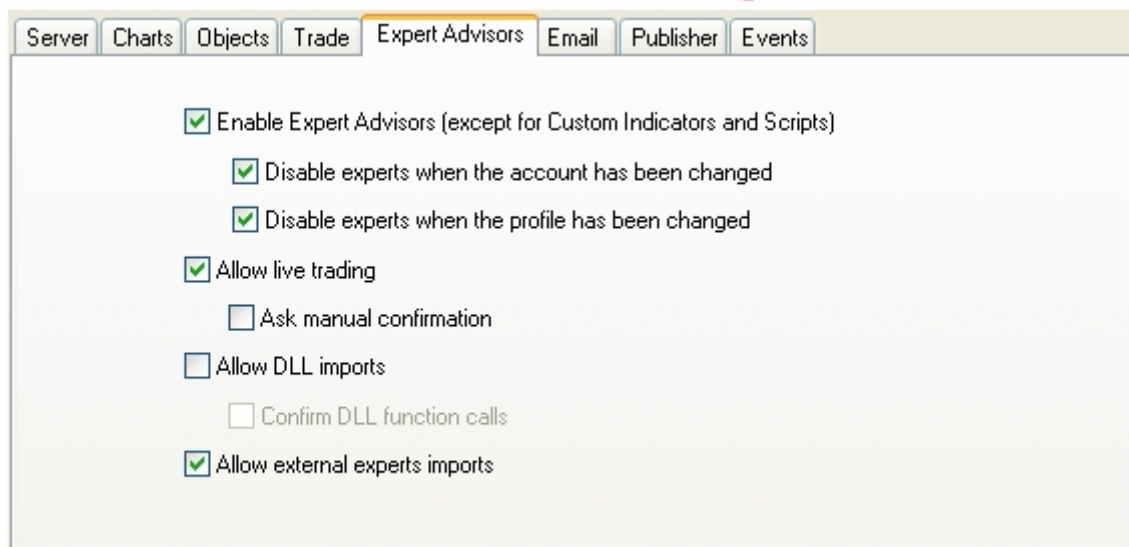 Server Charts Objects Trade Expert Advisors Email Publisher Events
Enable Expert Advisors (except for Custom Indicators and Scripts)
Disable experts when the account has been changed
Disable experts when the profile has been changed
Allow live trading
Ask manual confirmation
Allow DLL imports
Confirm DLL function calls
Allow external experts imports